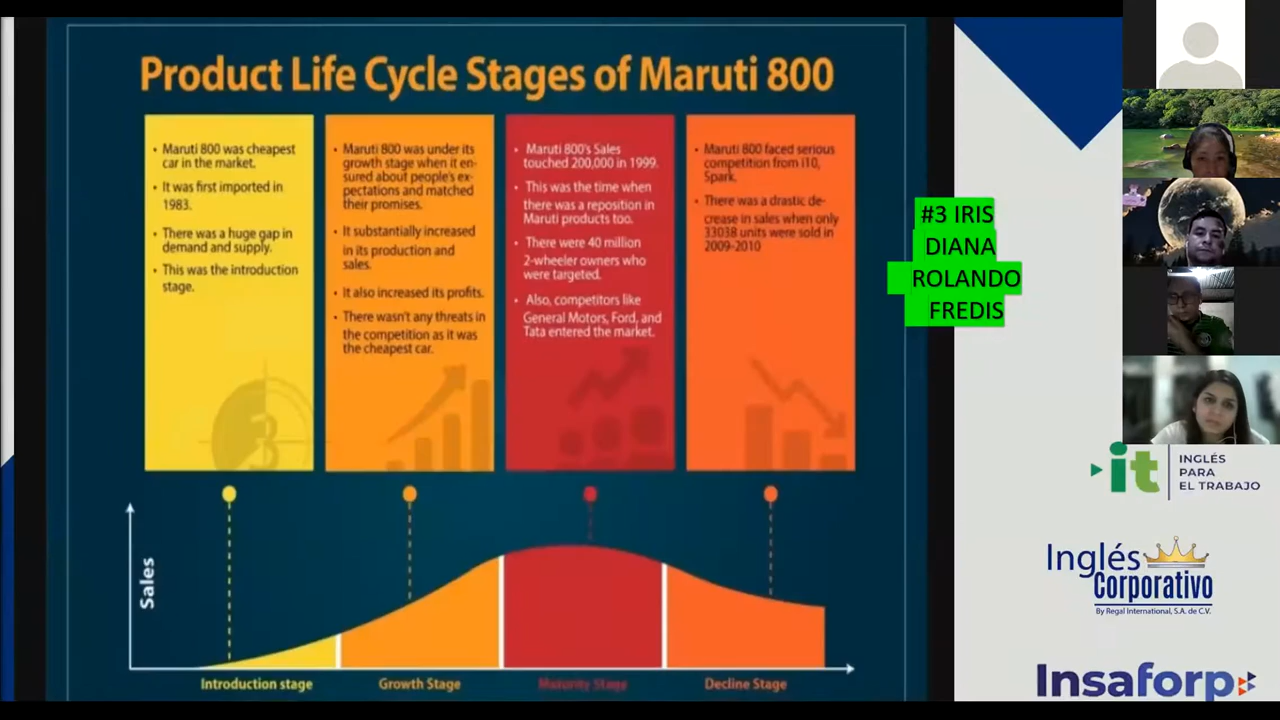 Product Life Cycle Stages of Maruti 800
• Maruti 800 was cheapest
car in the market.
• It was first imported in
1983.
• There was a huge gap in
demand and supply.
• This was the introduction
stage.
• Maruti 800 was under its
growth stage when it en-
sured about people's ex-
pectations and matched
their promises.
• It substantially increased
in its production and
sales.
• It also increased its profits.
• There wasn't any threats in
the competition as it was
the cheapest car.
• Maruti 800's Sales
touched 200,000 in 1999.
• This was the time when
there was a reposition in
Maruti products too.
• There were 40 million
2-wheeler owners who
were targeted.
• Also, competitors like
General Motors, Ford, and
Tata entered the market.
• Maruti 800 faced serious
competition from i10,
Spark.
• There was a drastic de-
crease in sales when only
33038 units were sold in
2009-2010
3
Sales
Introduction stage
Growth Stage
Maturity Stage
Decline Stage
#3 IRIS
DIANA
ROLANDO
FREDIS
it
INGLÉS
PARA
EL TRABAJO
Inglés
Corporativo
By Regal International, S.A. de C.V.
Insaforp